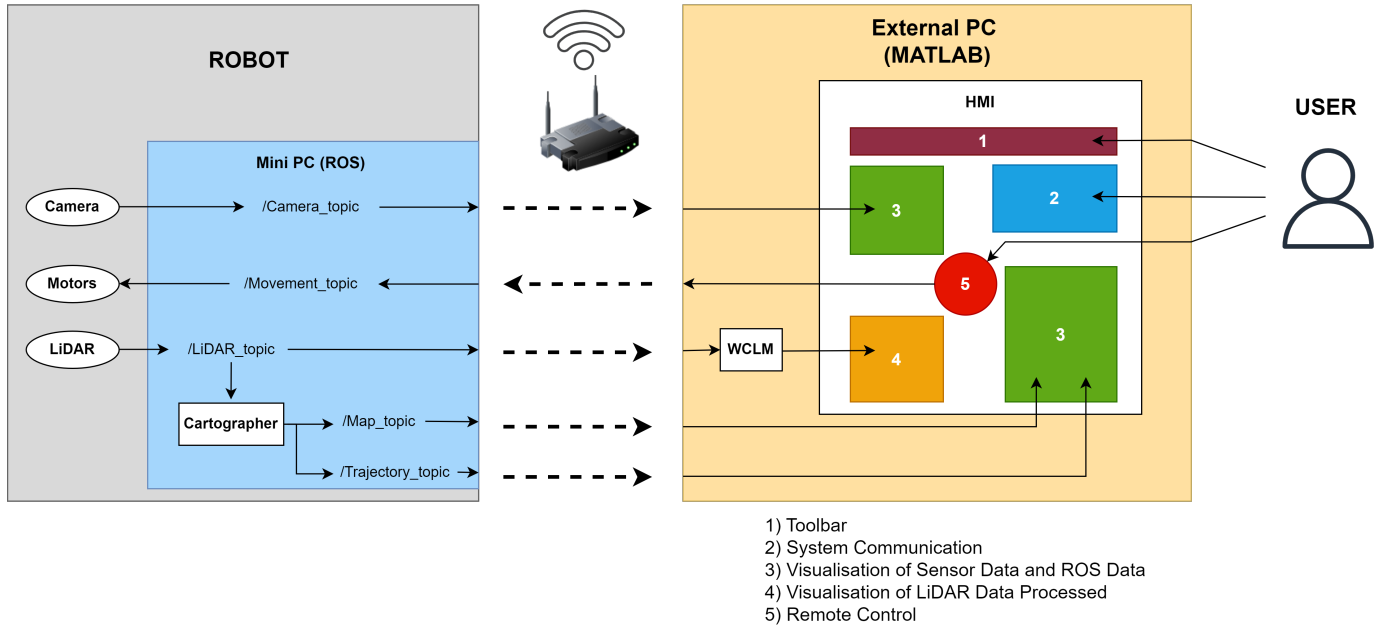 ROBOT
Mini PC (ROS)
Camera
/Camera_topic
Motors
/Movement_topic
LiDAR
/LiDAR_topic
Cartographer
/Map_topic
/Trajectory_topic
External PC
(MATLAB)
HMI
1
2
3
5
3
WCLM
4
USER
1) Toolbar
2) System Communication
3) Visualisation of Sensor Data and ROS Data
4) Visualisation of LiDAR Data Processed
5) Remote Control